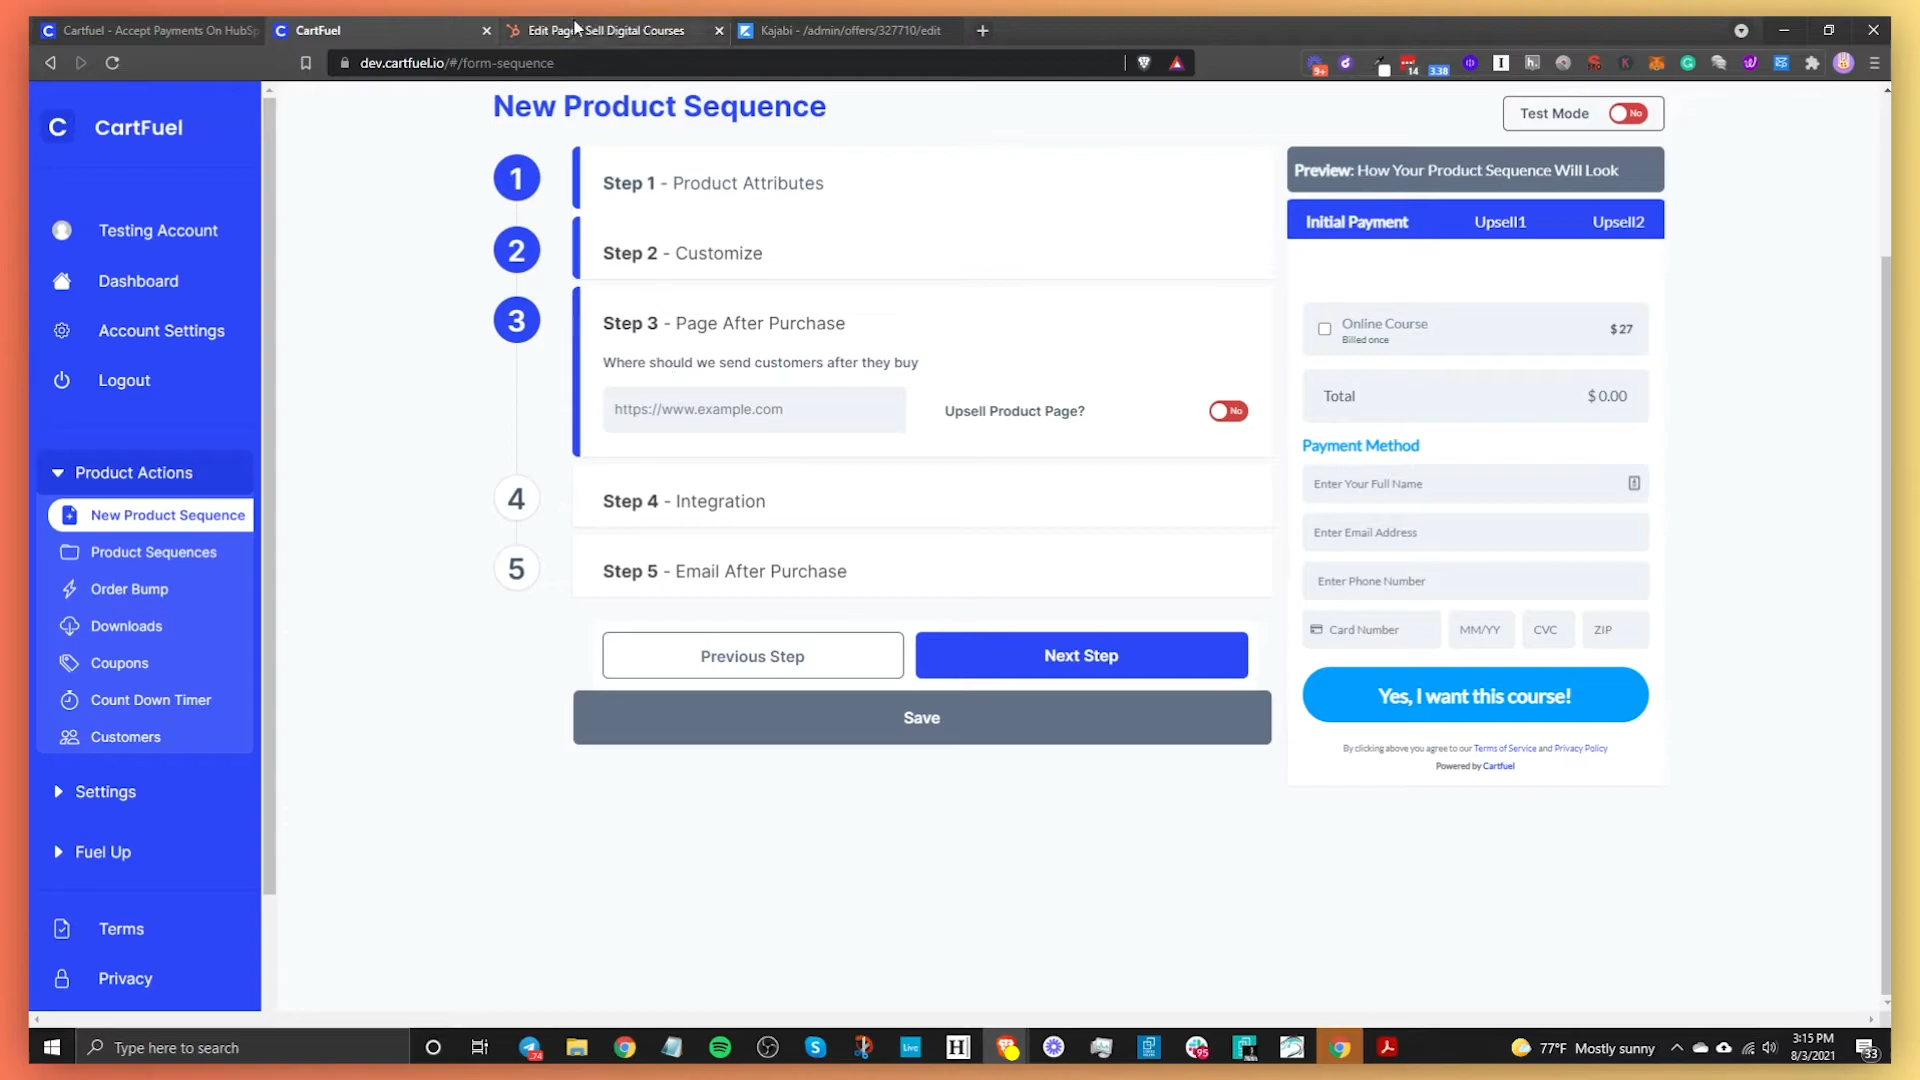 Cartfuel - Accept Payments On HubSp
CartFuel
Edit Page: Sell Digital Courses
Kajabi - /admin/offers/327710/edit
dev.cartfuel.io/#/form-sequence
9+
14
3.38
C CartFuel
Testing Account
Dashboard
Account Settings
Logout
Product Actions
New Product Sequence
Product Sequences
Order Bump
Downloads
Coupons
Count Down Timer
Customers
Settings
Fuel Up
Terms
Privacy
New Product Sequence
Test Mode No
1 Step 1 - Product Attributes
2 Step 2 - Customize
3 Step 3 - Page After Purchase
Where should we send customers after they buy
https://www.example.com
Upsell Product Page? No
4 Step 4 - Integration
5 Step 5 - Email After Purchase
Previous Step
Next Step
Save
Preview: How Your Product Sequence Will Look
Initial Payment Upsell1 Upsell2
Online Course $27
Billed once
Total $ 0.00
Payment Method
Enter Your Full Name
Enter Email Address
Enter Phone Number
Card Number MM/YY CVC ZIP
Yes, I want this course!
By clicking above you agree to our Terms of Service and Privacy Policy
Powered by Cartfuel
Type here to search
74
Live
H
95
77°F Mostly sunny
3:15 PM
8/3/2021
33